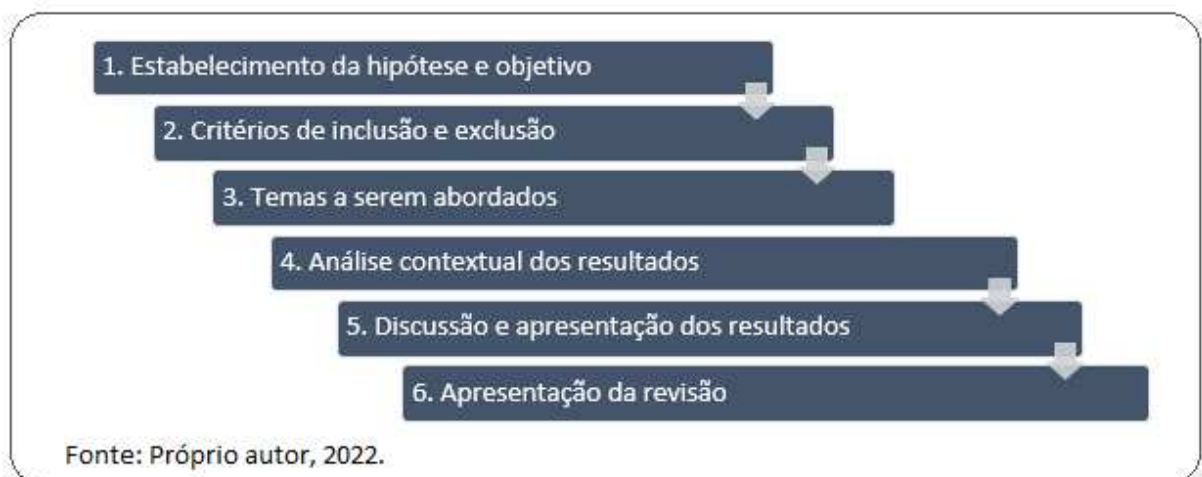 1. Estabelecimento da hipótese e objetivo
2. Critérios de inclusão e exclusão
3. Temas a serem abordados
4. Análise contextual dos resultados
5. Discussão e apresentação dos resultados
6. Apresentação da revisão
Fonte: Próprio autor, 2022.